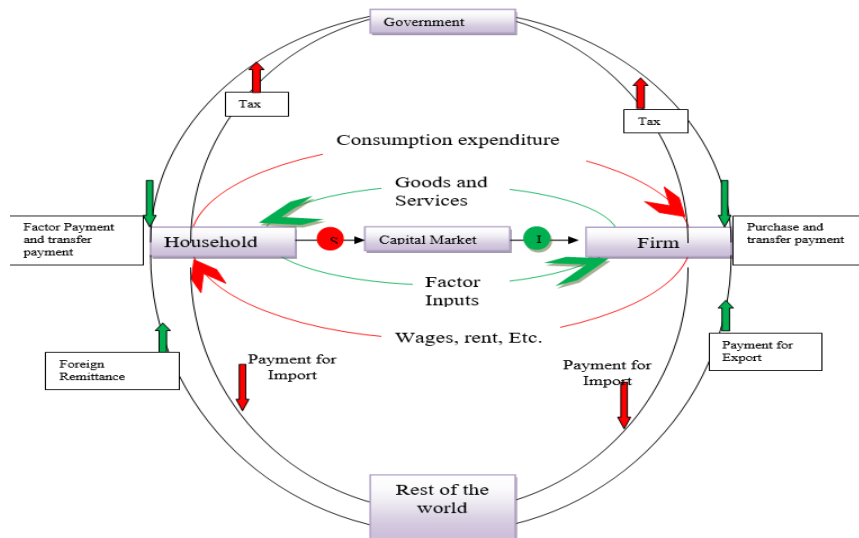 Government
Tax
Tax
Consumption expenditure
Goods and
Services
Factor Payment
and transfer
payment
Household
S
Capital Market
I
Firm
Purchase and
transfer payment
Factor
Inputs
Wages, rent, Etc.
Foreign
Remittance
Payment for
Import
Payment for
Import
Payment for
Export
Rest of the
world